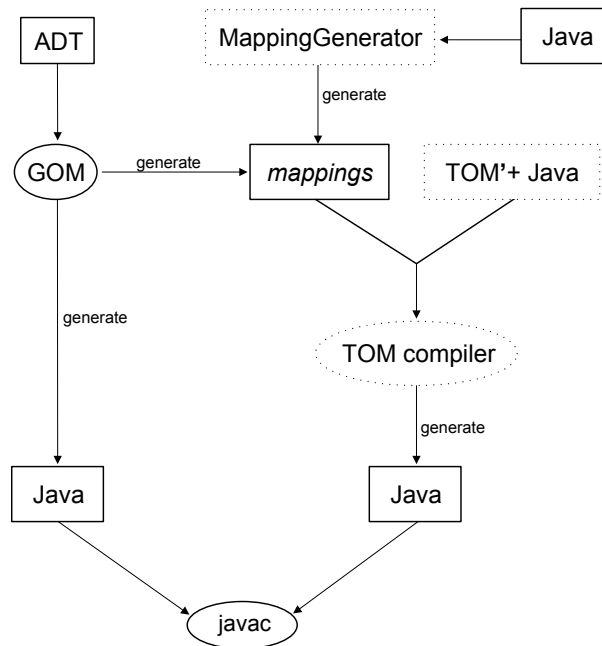 ADT
MappingGenerator
Java
generate
GOM
generate
mappings
TOM'+ Java
generate
TOM compiler
generate
Java
Java
javac